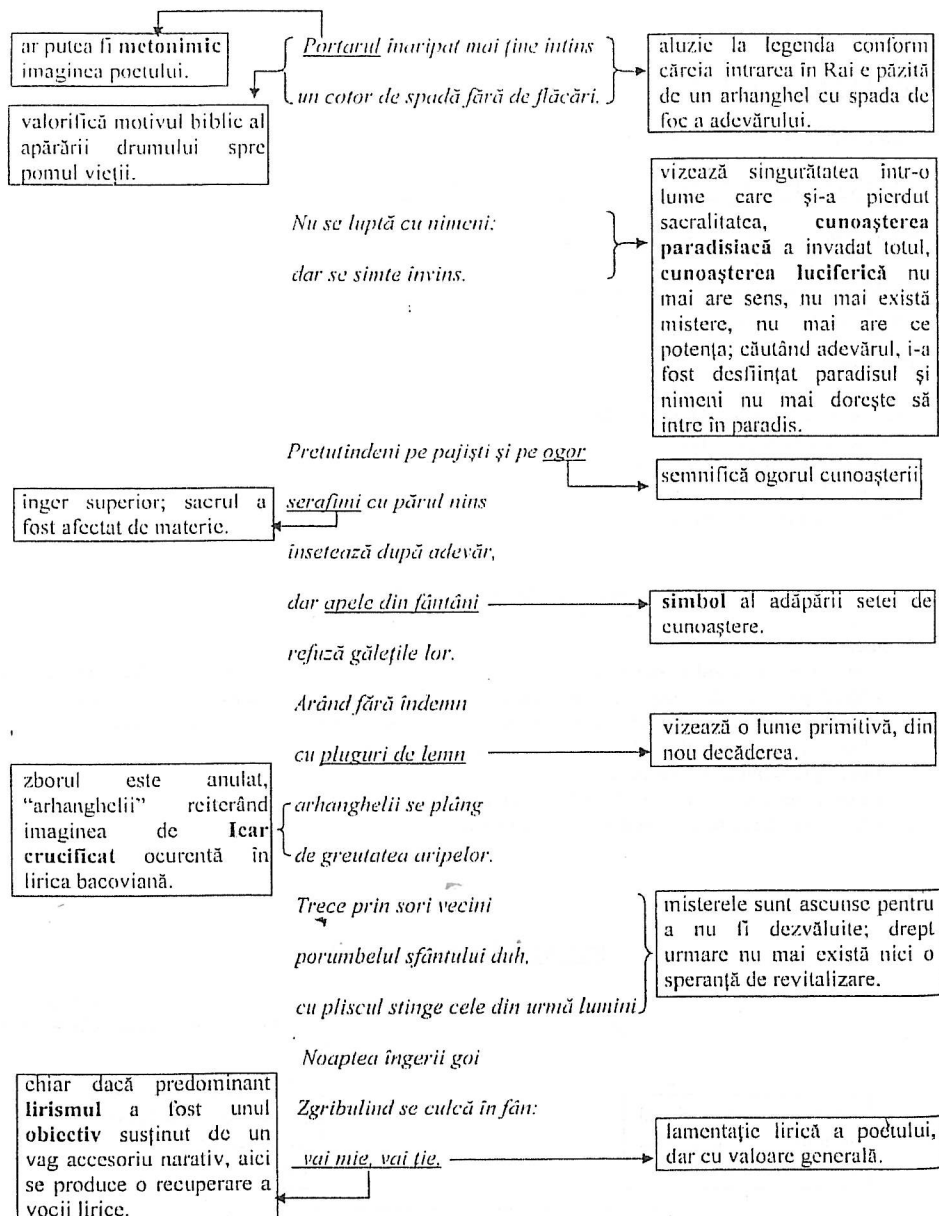 ar putea fi metonimic
imaginea poetului.
valorifică motivul biblic al
apărării drumului spre
pomul vieții.
Portarul înaripat mai ține întins
un cotor de spadă fără de flăcări.
aluzie la legenda conform
căreia intrarea în Rai e păzită
de un arhanghel cu spada de
foc a adevărului.
Nu se luptă cu nimeni:
dar se simte învins.
vizează singurătatea într-o
lume care și-a pierdut
sacralitatea, cunoașterea
paradisiacă a invadat totul,
cunoașterea luciferică nu
mai are sens, nu mai există
mistere, nu mai are ce
potența; căutând adevărul, i-a
fost desființat paradisul și
nimeni nu mai dorește să
intre în paradis.
Pretutindeni pe pajiști și pe ogor
semnifică ogorul cunoașterii
înger superior; sacrul a
fost afectat de materie.
serafimi cu părul nins
însetează după adevăr,
dar apele din fântâni
simbol al adăpării setei de
cunoaștere.
refuză gălețile lor.
Arând fără îndemn
cu pluguri de lemn
vizează o lume primitivă, din
nou decăderea.
zborul este anulat,
"arhanghelii" reiterând
imaginea de Icar
crucificat ocurentă în
lirica bacoviană.
arhanghelii se plâng
de greutatea aripelor.
Trece prin sori vecini
porumbelul sfântului duh,
cu pliscul stinge cele din urmă lumini
misterele sunt ascunse pentru
a nu fi dezvăluite; drept
urmare nu mai există nici o
speranță de revitalizare.
Noaptea îngerii goi
Zgribulind se culcă în fân:
vai mie, vai ție,
chiar dacă predominant
lirismul a fost unul
obiectiv susținut de un
vag accesoriu narativ, aici
se produce o recuperare a
vocii lirice.
lamentație lirică a poetului,
dar cu valoare generală.